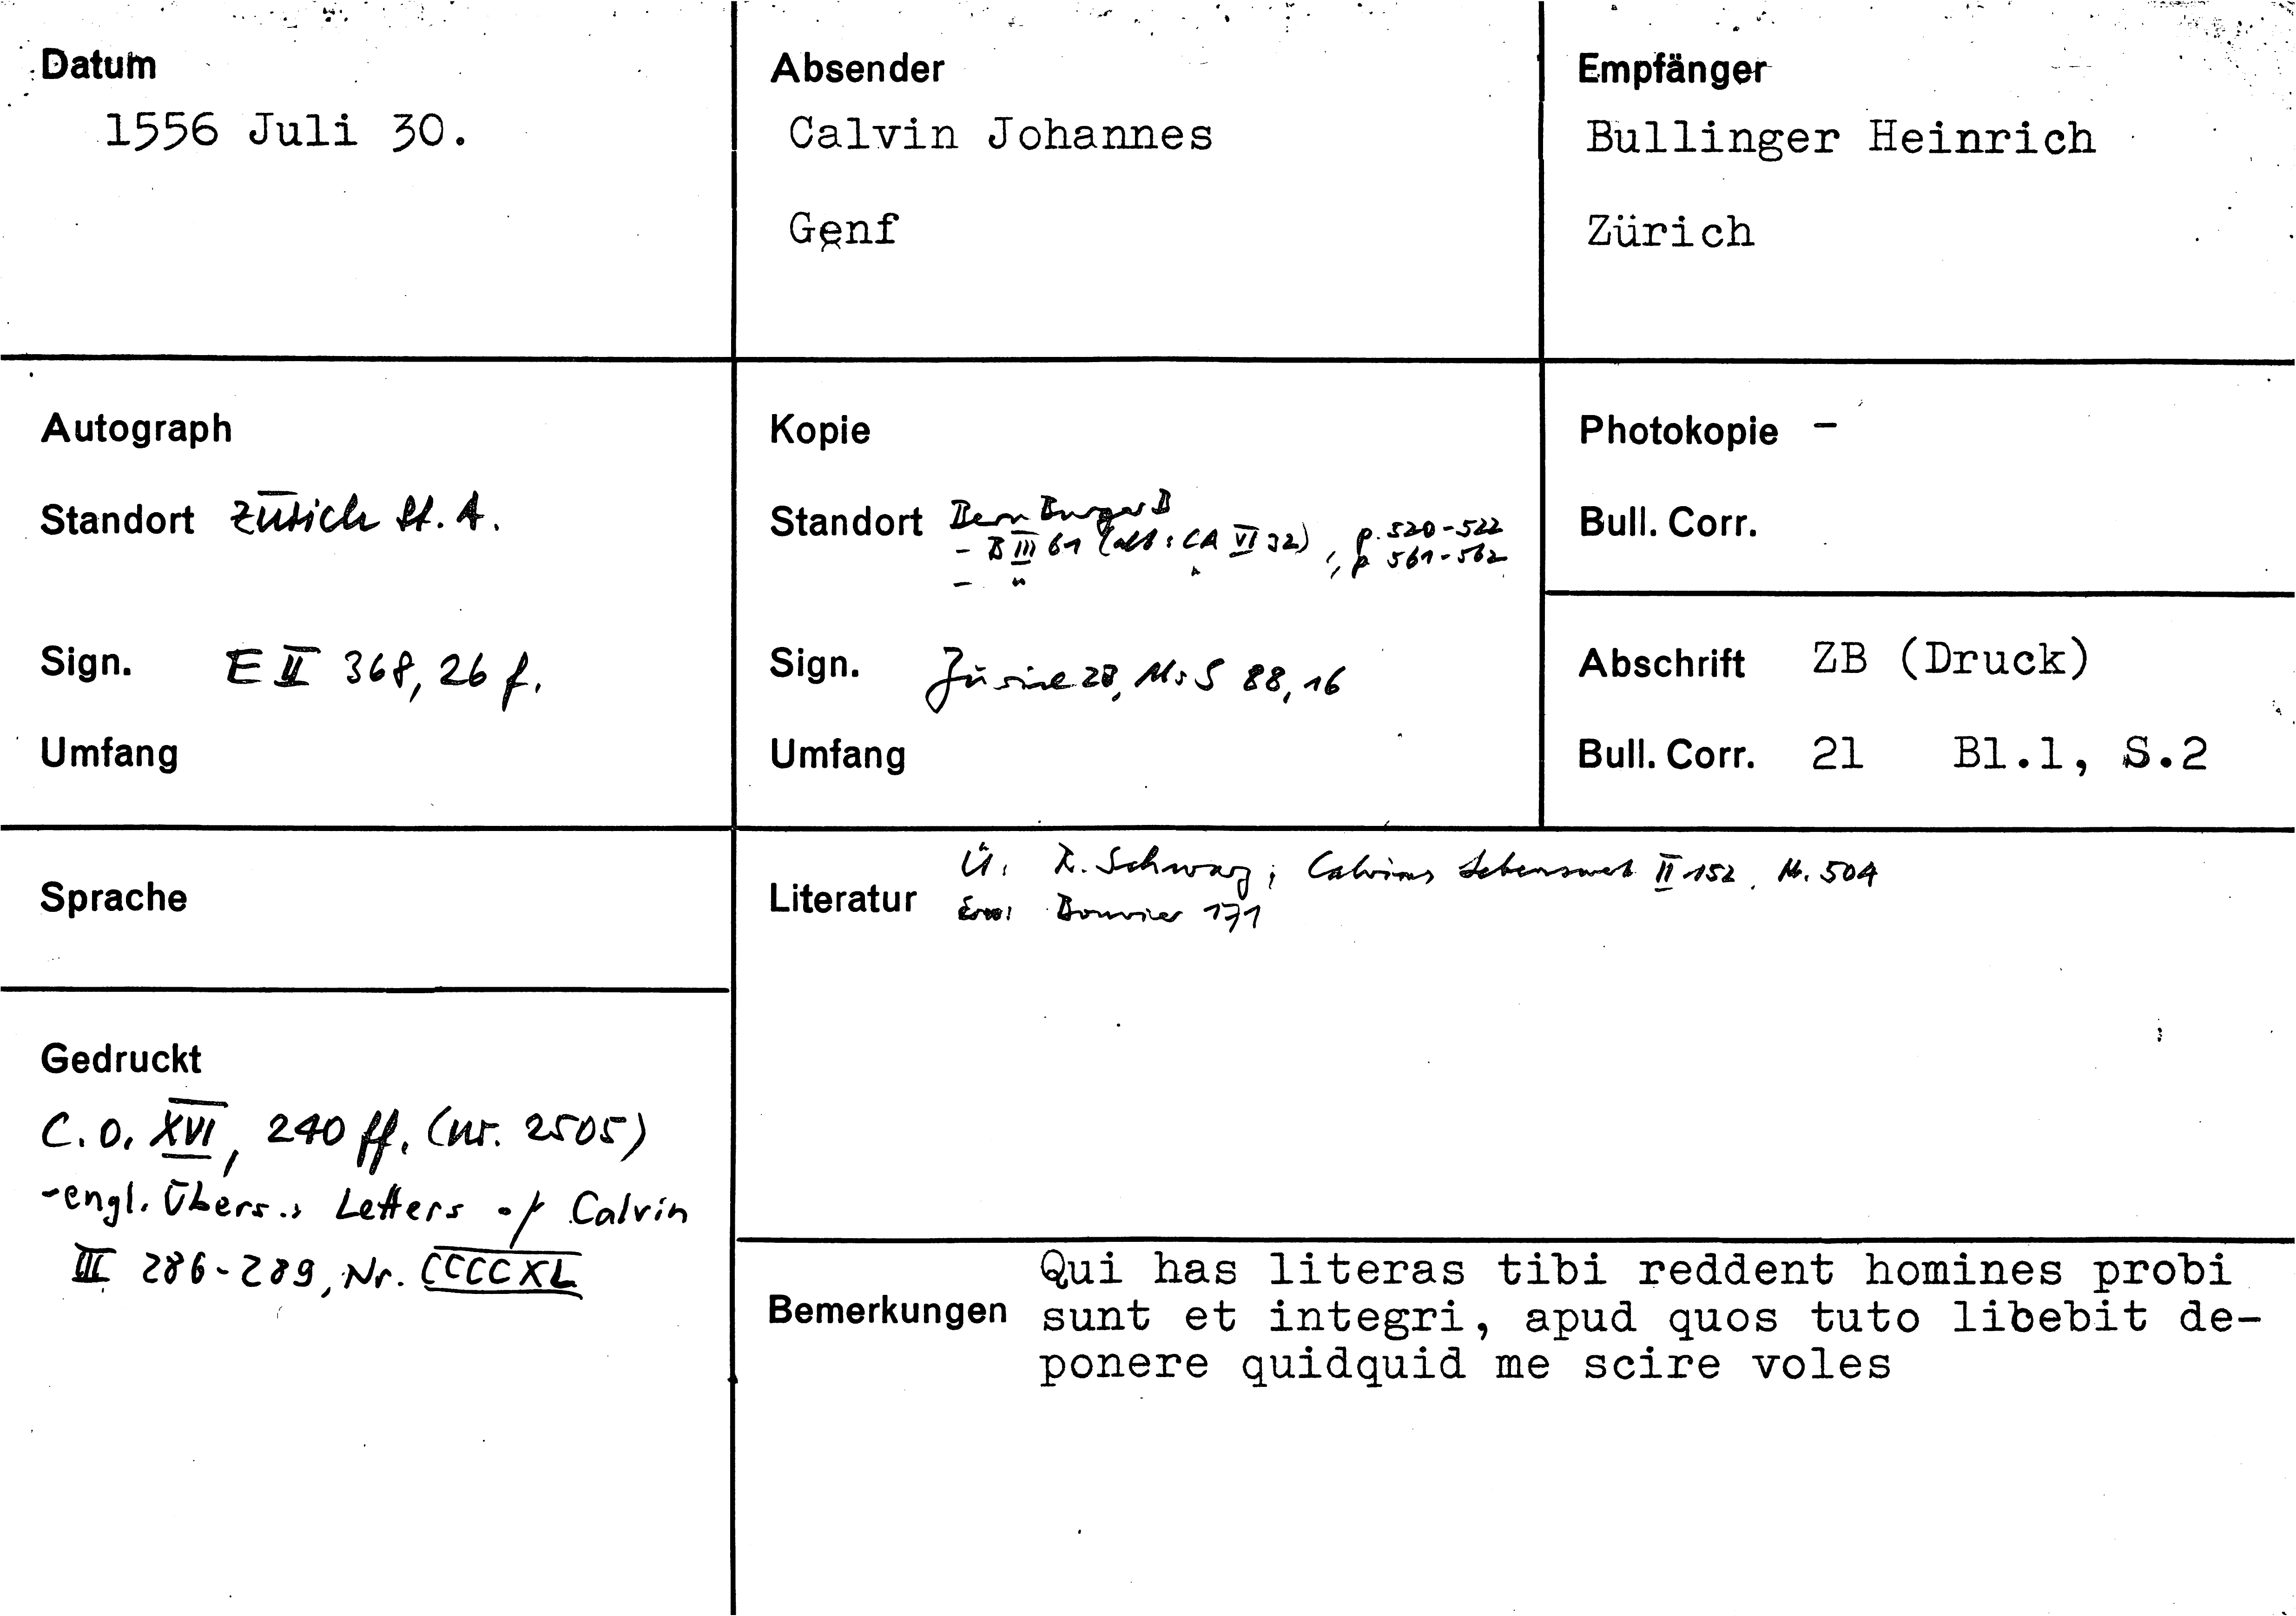 Datum
1556 Juli 30.
Absender
Calvin Johannes
Genf
Empfänger
Bullinger Heinrich
Zürich
Autograph
Standort Zürich St. A.
Sign. E II 368, 26 f.
Umfang
Kopie
Standort Bern Burger B
- B III 61 (alt: CA VI 32), p. 520-522
- " " , p 561-562
Sign. Zürich ZB, Ms S 88, 16
Umfang
Photokopie -
Bull. Corr.
Abschrift ZB (Druck)
Bull. Corr. 21 Bl.1, S.2
Sprache
Literatur Ü: R. Schwarz, Calvins Lebenswerk II 152, Nr. 504
Erw: Bouvier 171
Gedruckt
C.O. XVI, 240 ff. (nr. 2505)
- engl. Übers.: Letters of Calvin
III 286-289, Nr. CCCCXL
Bemerkungen
Qui has literas tibi reddent homines probi
sunt et integri, apud quos tuto licebit de-
ponere quidquid me scire voles